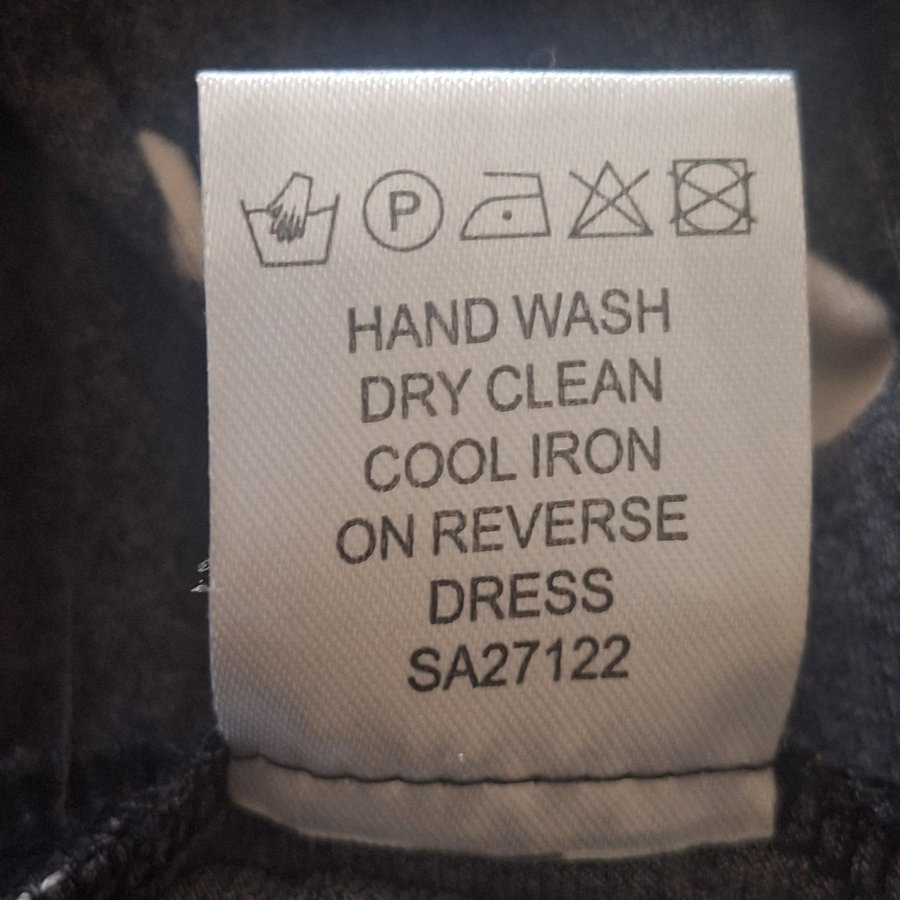 P
HAND WASH
DRY CLEAN
COOL IRON
ON REVERSE
DRESS
SA27122